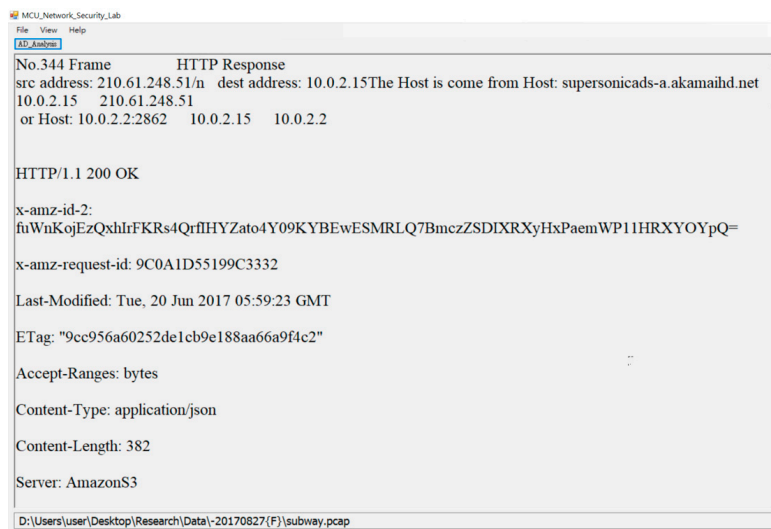 MCU_Network_Security_Lab
File View Help
AD_Analysis
No.344 Frame HTTP Response
src address: 210.61.248.51/n dest address: 10.0.2.15The Host is come from Host: supersonicads-a.akamaihd.net
10.0.2.15 210.61.248.51
or Host: 10.0.2.2:2862 10.0.2.15 10.0.2.2
HTTP/1.1 200 OK
x-amz-id-2:
fuWnKojEzQxhIrFKRs4QrfIHYZato4Y09KYBEwESMRLQ7BmczZSDIXRXyHxPaemWP11HRXYOYpQ=
x-amz-request-id: 9C0A1D55199C3332
Last-Modified: Tue, 20 Jun 2017 05:59:23 GMT
ETag: "9cc956a60252de1cb9e188aa66a9f4c2"
Accept-Ranges: bytes
Content-Type: application/json
Content-Length: 382
Server: AmazonS3
D:\Users\user\Desktop\Research\Data\-20170827{F}\subway.pcap